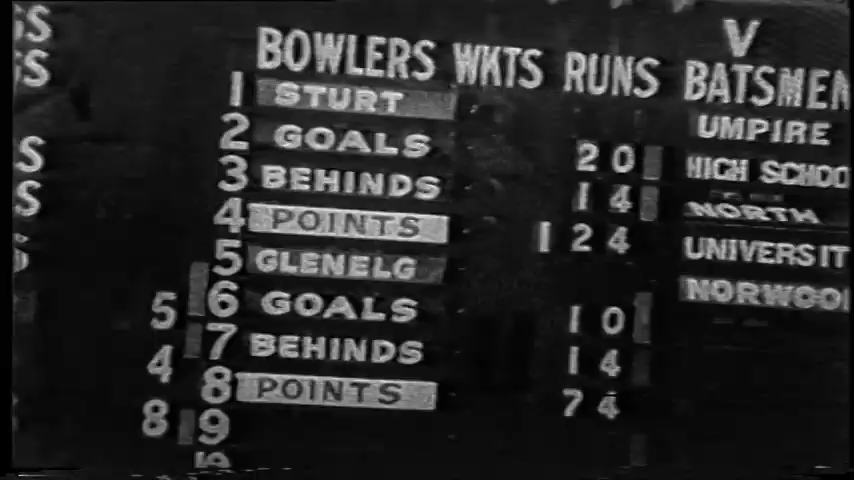 V
BOWLERS WKTS RUNS BATSMEN
1 STURT UMPIRE
2 GOALS 20 HIGH SCHOO
3 BEHINDS 14 NORTH
4 POINTS 124 UNIVERSIT
5 GLENELG NORWOO
5 6 GOALS 10
4 7 BEHINDS 14
8 POINTS 74
8 9
10
S
S
S
S